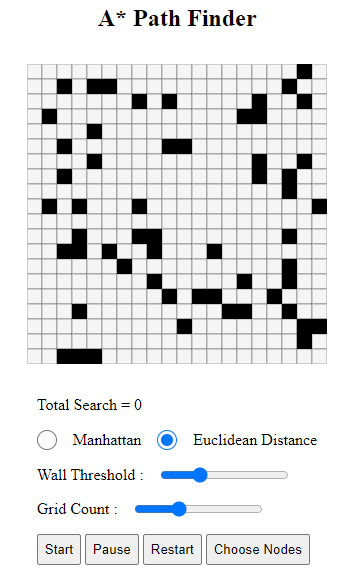 A* Path Finder
Total Search = 0
Manhattan Euclidean Distance
Wall Threshold :
Grid Count :
Start Pause Restart Choose Nodes